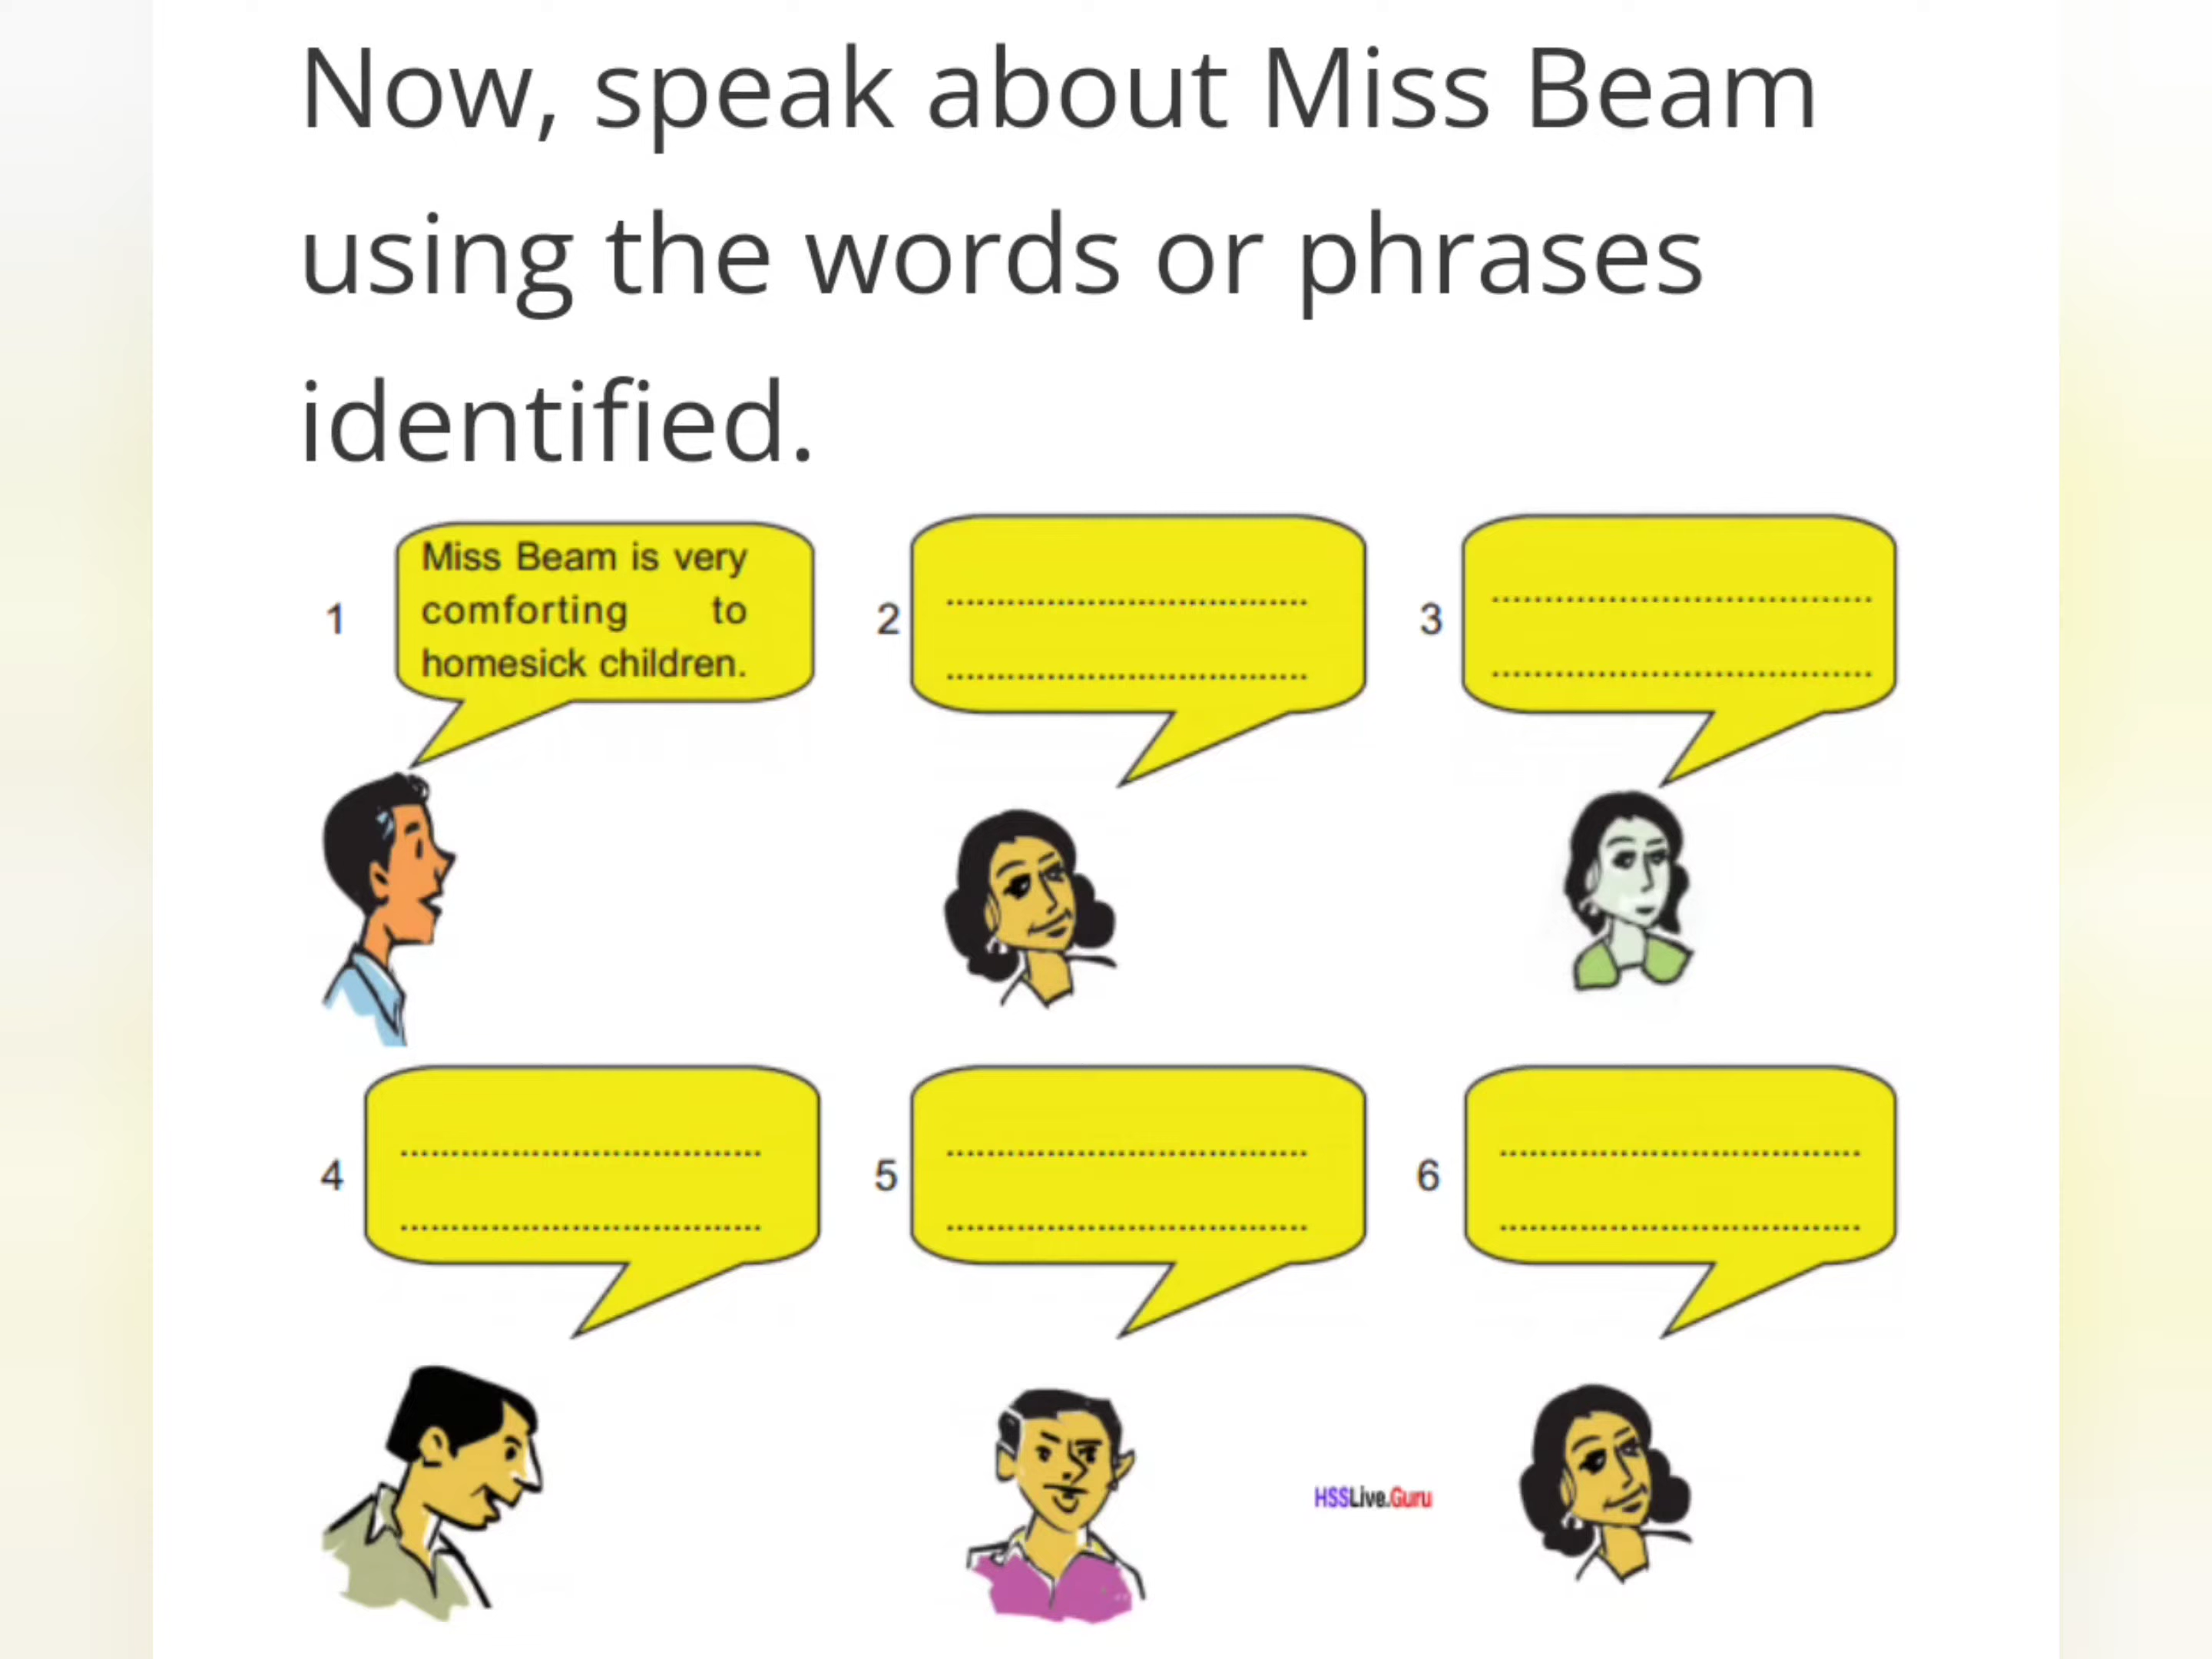 Now, speak about Miss Beam
using the words or phrases
identified.
1
Miss Beam is very
comforting to
homesick children.
2
3
4
5
6
HSSLive.Guru